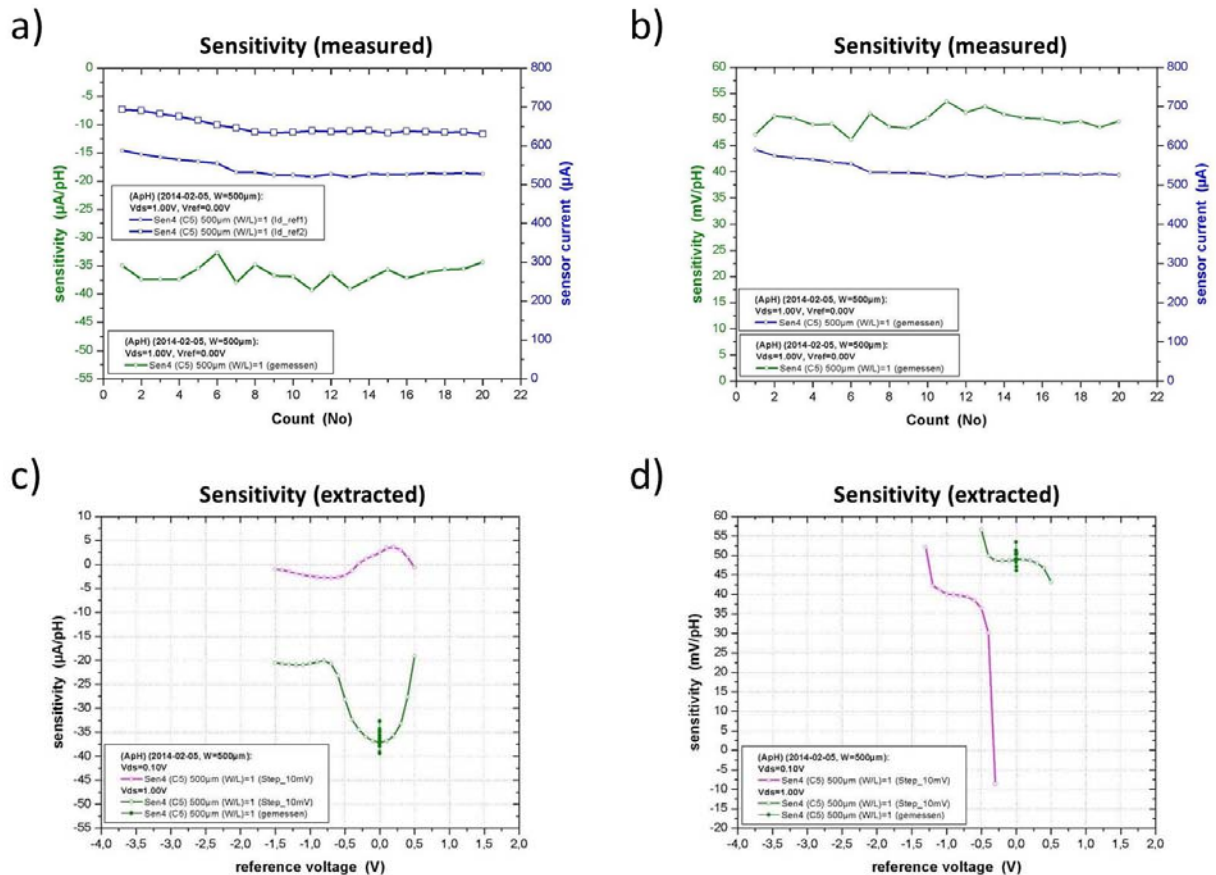 a)
Sensitivity (measured)
sensitivity (µA/pH)
0
-5
-10
-15
-20
-25
-30
-35
-40
-45
-50
-55
800
700
600
500
400
300
200
100
0
sensor current (µA)
(ApH) (2014-02-05, W=500µm):
Vds=1.00V, Vref=0.00V
Sen4 (C5) 500µm (W/L)=1 (Id_ref1)
Sen4 (C5) 500µm (W/L)=1 (Id_ref2)
(ApH) (2014-02-05, W=500µm):
Vds=1.00V, Vref=0.00V
Sen4 (C5) 500µm (W/L)=1 (gemessen)
0 2 4 6 8 10 12 14 16 18 20 22
Count (No)
b)
Sensitivity (measured)
sensitivity (mV/pH)
60
55
50
45
40
35
30
25
20
15
10
5
0
800
700
600
500
400
300
200
100
0
sensor current (µA)
(ApH) (2014-02-05, W=500µm):
Vds=1.00V, Vref=0.00V
Sen4 (C5) 500µm (W/L)=1 (gemessen)
(ApH) (2014-02-05, W=500µm):
Vds=1.00V, Vref=0.00V
Sen4 (C5) 500µm (W/L)=1 (gemessen)
0 2 4 6 8 10 12 14 16 18 20 22
Count (No)
c)
Sensitivity (extracted)
sensitivity (µA/pH)
10
5
0
-5
-10
-15
-20
-25
-30
-35
-40
-45
-50
-55
(ApH) (2014-02-05, W=500µm):
Vds=0.10V
Sen4 (C5) 500µm (W/L)=1 (Step_10mV)
Vds=1.00V
Sen4 (C5) 500µm (W/L)=1 (Step_10mV)
Sen4 (C5) 500µm (W/L)=1 (gemessen)
-4,0 -3,5 -3,0 -2,5 -2,0 -1,5 -1,0 -0,5 0,0 0,5 1,0 1,5 2,0
reference voltage (V)
d)
Sensitivity (extracted)
sensitivity (mV/pH)
60
55
50
45
40
35
30
25
20
15
10
5
0
-5
-10
-15
-20
(ApH) (2014-02-05, W=500µm):
Vds=0.10V
Sen4 (C5) 500µm (W/L)=1 (Step_10mV)
Vds=1.00V
Sen4 (C5) 500µm (W/L)=1 (Step_10mV)
Sen4 (C5) 500µm (W/L)=1 (gemessen)
-4,0 -3,5 -3,0 -2,5 -2,0 -1,5 -1,0 -0,5 0,0 0,5 1,0 1,5 2,0
reference voltage (V)